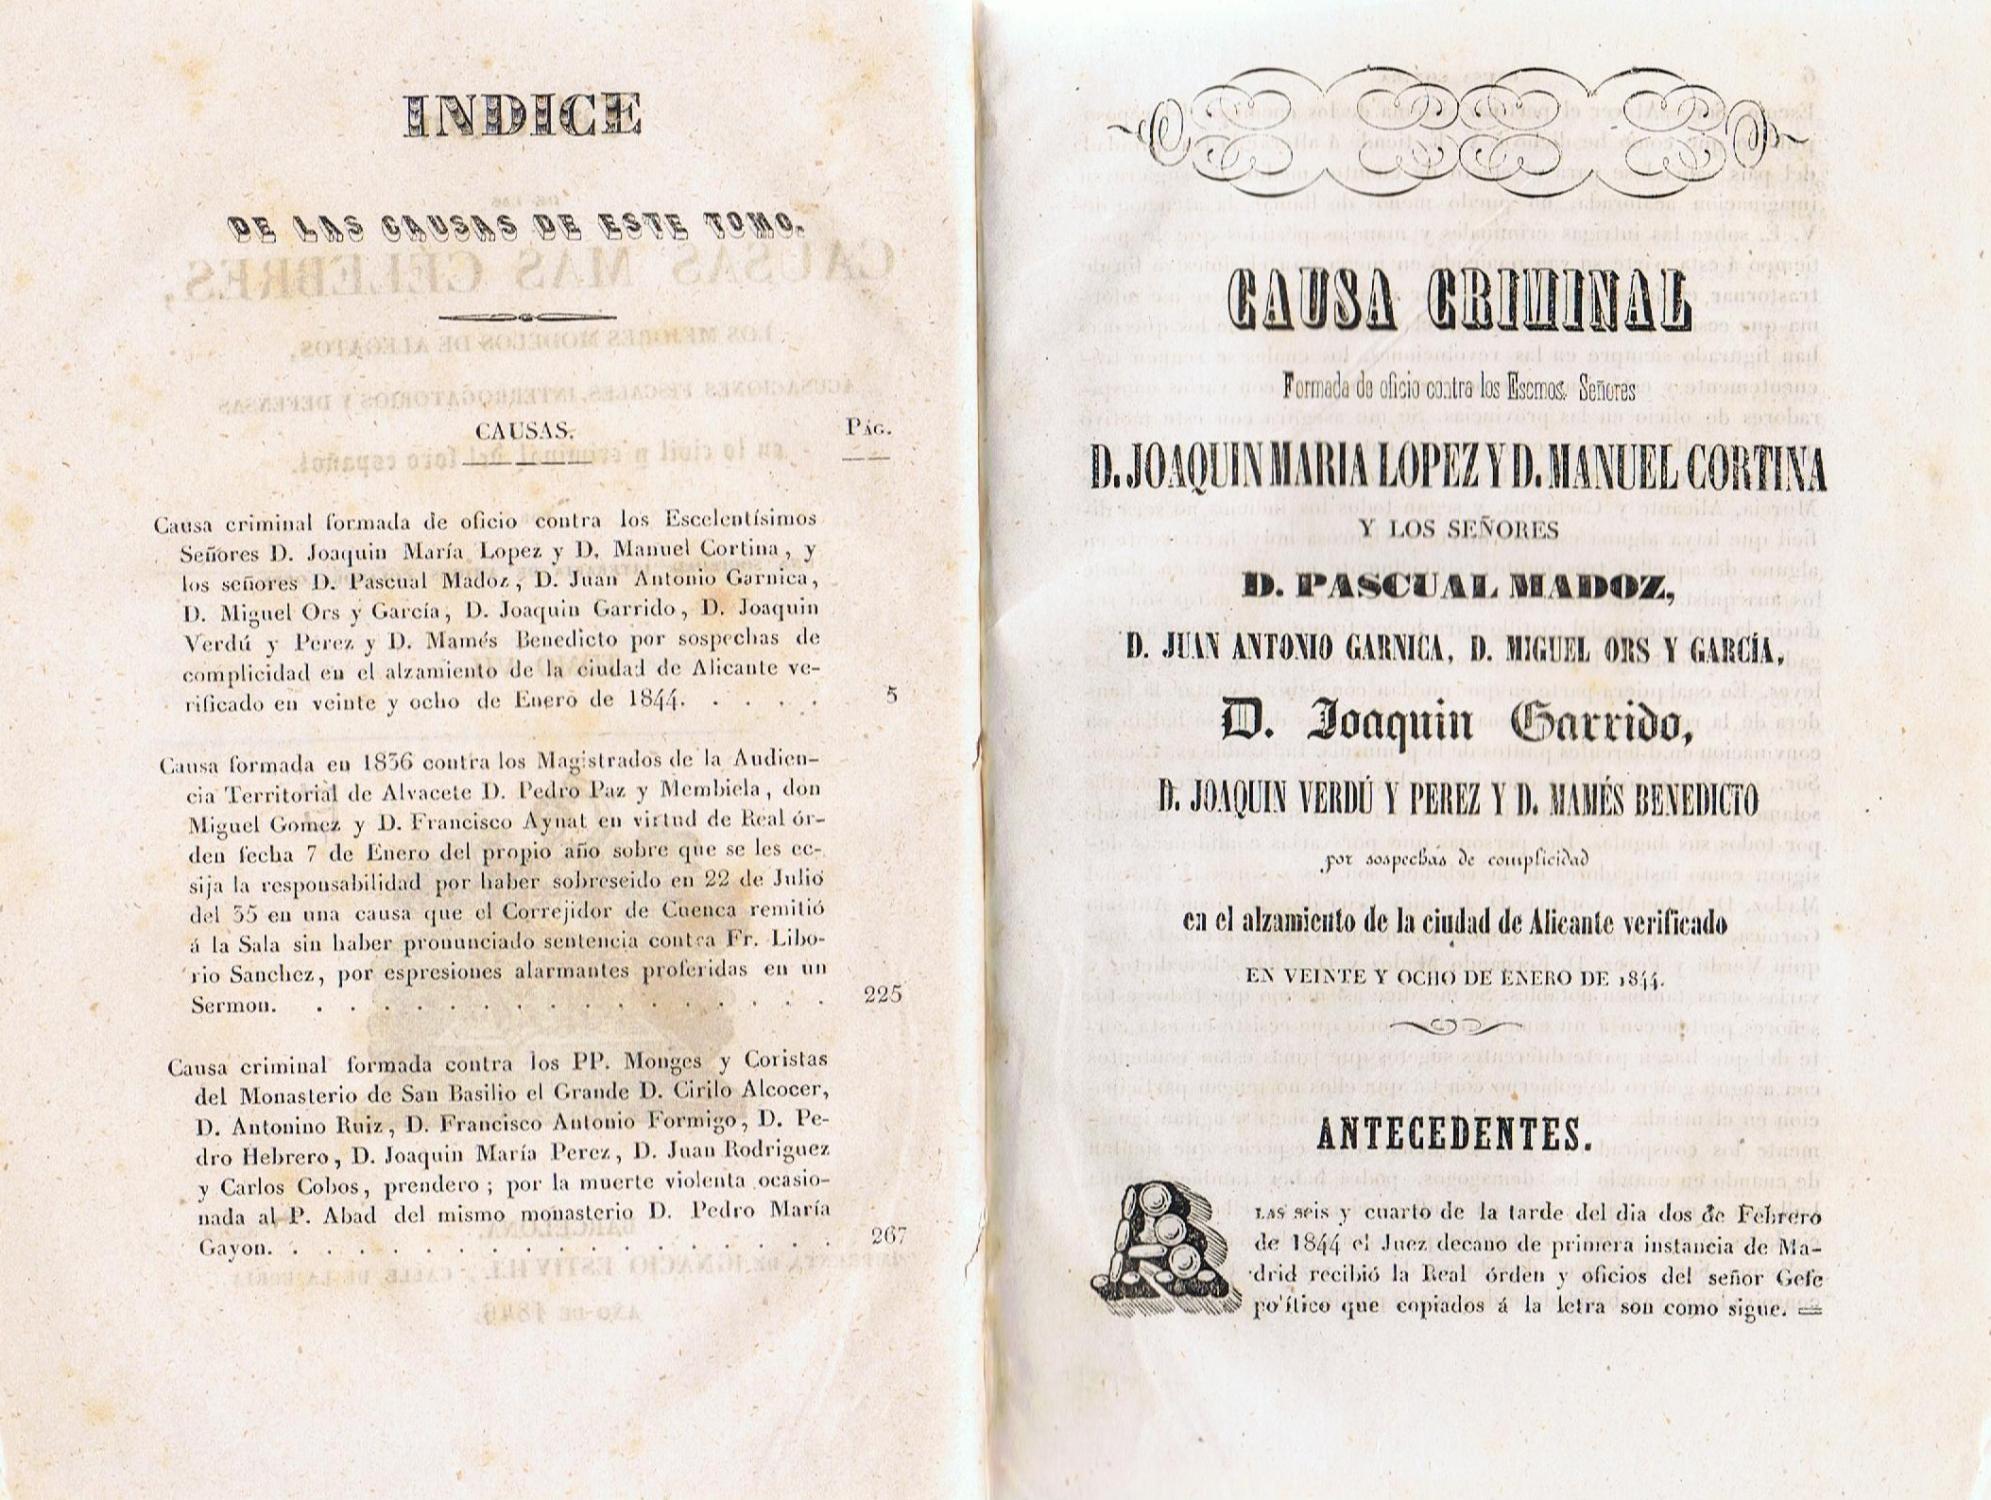 INDICE
DE LAS CAUSAS DE ESTE TOMO.
CAUSAS. PÁG.
Causa criminal formada de oficio contra los Escelentísimos
Señores D. Joaquin María Lopez y D. Manuel Cortina, y
los señores D. Pascual Madoz, D. Juan Antonio Garnica,
D. Miguel Ors y García, D. Joaquin Garrido, D. Joaquin
Verdú y Perez y D. Mamés Benedicto por sospechas de
complicidad en el alzamiento de la ciudad de Alicante ve-
rificado en veinte y ocho de Enero de 1844. . . . . 5
Causa formada en 1836 contra los Magistrados de la Audien-
cia Territorial de Alvacete D. Pedro Paz y Membiela, don
Miguel Gomez y D. Francisco Aynat en virtud de Real ór-
den fecha 7 de Enero del propio año sobre que se les ec-
sija la responsabilidad por haber sobreseido en 22 de Julio
del 35 en una causa que el Correjidor de Cuenca remitió
á la Sala sin haber pronunciado sentencia contra Fr. Libo-
rio Sanchez, por espresiones alarmantes proferidas en un
Sermon. . . . . . . . . . . . . . . . . 225
Causa criminal formada contra los PP. Monges y Coristas
del Monasterio de San Basilio el Grande D. Cirilo Alcocer,
D. Antonino Ruiz, D. Francisco Antonio Formigo, D. Pe-
dro Hebrero, D. Joaquin María Perez, D. Juan Rodriguez
y Carlos Cobos, prendero; por la muerte violenta ocasio-
nada al P. Abad del mismo monasterio D. Pedro María
Gayon. . . . . . . . . . . . . . . . . . 267
CAUSA CRIMINAL
Formada de oficio contra los Escmos. Señores
D. JOAQUIN MARIA LOPEZ Y D. MANUEL CORTINA
Y LOS SEÑORES
D. PASCUAL MADOZ,
D. JUAN ANTONIO GARNICA, D. MIGUEL ORS Y GARCÍA,
D. Joaquin Garrido,
D. JOAQUIN VERDÚ Y PEREZ Y D. MAMÉS BENEDICTO
por sospechas de complicidad
en el alzamiento de la ciudad de Alicante verificado
EN VEINTE Y OCHO DE ENERO DE 1844.
ANTECEDENTES.
A LAS seis y cuarto de la tarde del dia dos de Febrero
de 1844 el Juez decano de primera instancia de Ma-
drid recibió la Real órden y oficios del señor Gefe
político que copiados á la letra son como sigue. =